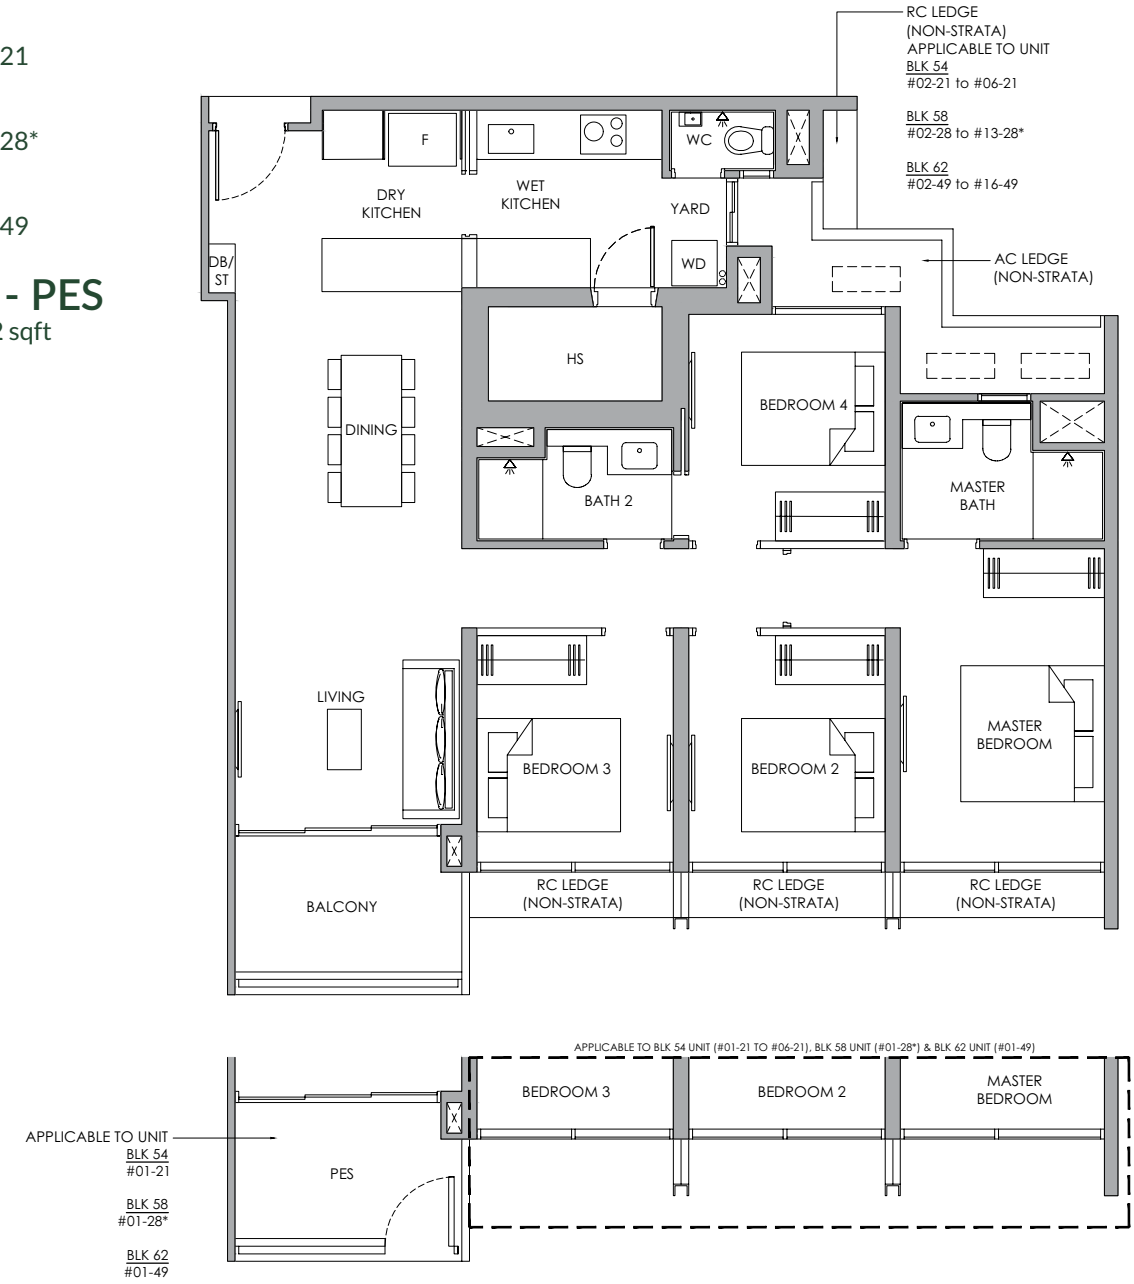 21
28*
49
- PES
2 sqft
RC LEDGE
(NON-STRATA)
APPLICABLE TO UNIT
BLK 54
#02-21 to #06-21
BLK 58
#02-28 to #13-28*
BLK 62
#02-49 to #16-49
AC LEDGE
(NON-STRATA)
F
WC
DRY
KITCHEN
WET
KITCHEN
YARD
WD
DB/
ST
HS
DINING
BEDROOM 4
BATH 2
MASTER
BATH
LIVING
BEDROOM 3
BEDROOM 2
MASTER
BEDROOM
BALCONY
RC LEDGE
(NON-STRATA)
RC LEDGE
(NON-STRATA)
RC LEDGE
(NON-STRATA)
APPLICABLE TO BLK 54 UNIT (#01-21 TO #06-21), BLK 58 UNIT (#01-28*) & BLK 62 UNIT (#01-49)
BEDROOM 3
BEDROOM 2
MASTER
BEDROOM
PES
APPLICABLE TO UNIT
BLK 54
#01-21
BLK 58
#01-28*
BLK 62
#01-49